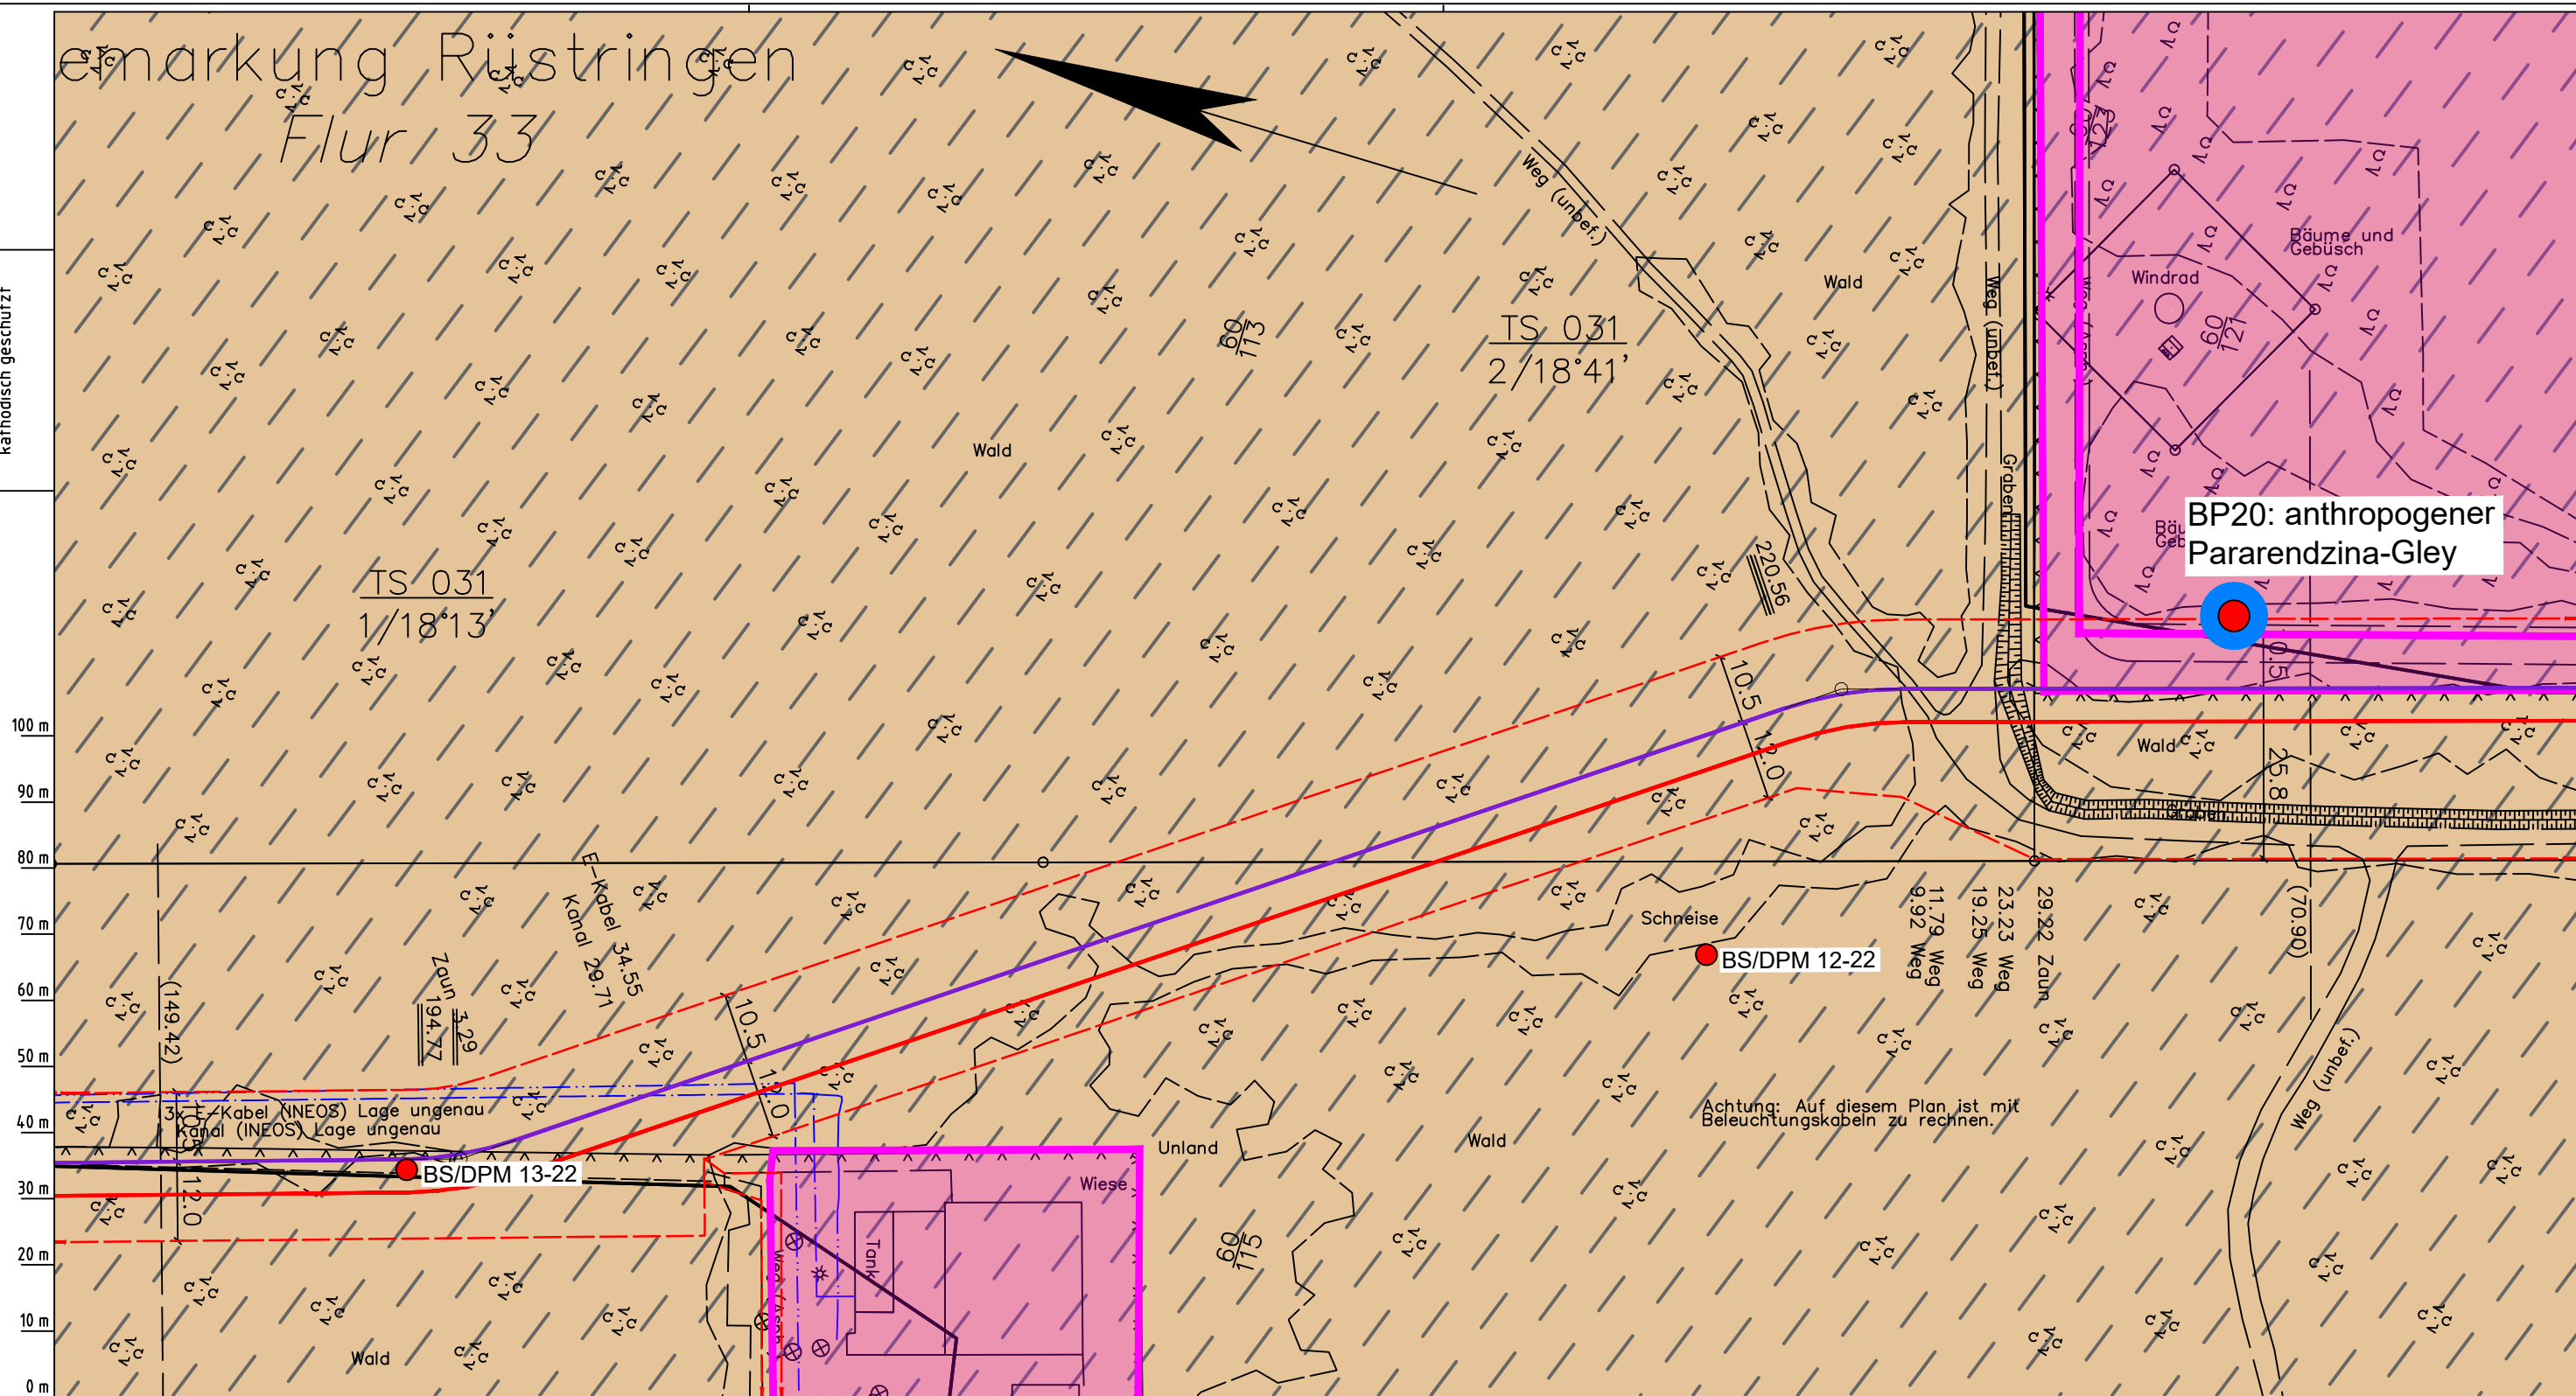 emarkung Rüstringen
Flur 33
kathodisch geschützt
Weg (unbef.)
Wald
Weg (unbef.)
Bäume und
Gebüsch
Windrad
60
121
60
113
TS 031
2/18°41'
Wald
Graben
BP20: anthropogener
Pararendzina-Gley
TS 031
1/18°13'
220.56
10.5
12.0
0.5
25.8
Wald
Graben
100 m
90 m
80 m
70 m
60 m
50 m
40 m
30 m
20 m
10 m
0 m
E-Kabel 34.55
Kanal 29.71
Zaun 3.29
194.77
(149.42)
10.5
12.0
Schneise
BS/DPM 12-22
9.92 Weg
11.79 Weg
19.25 Weg
23.23 Weg
29.22 Zaun
(70.90)
Weg (unbef.)
3x E-Kabel (INEOS) Lage ungenau
Kanal (INEOS) Lage ungenau
10.5
12.0
BS/DPM 13-22
Achtung: Auf diesem Plan ist mit
Beleuchtungskabeln zu rechnen.
Unland
Wald
Wiese
Tank
60
115
Wald